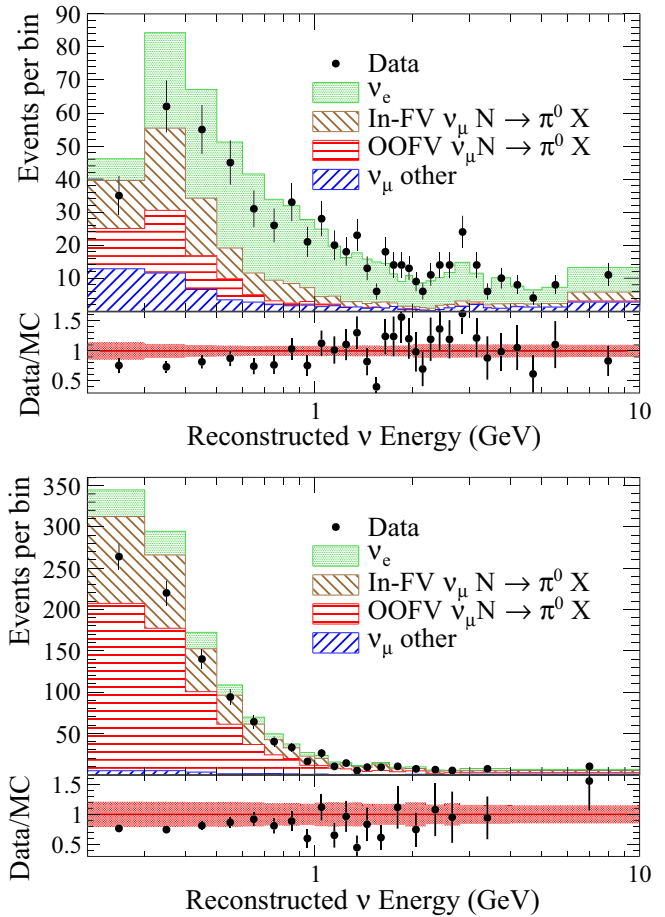 Events per bin
90
80
70
60
50
40
30
20
10
Data
νe
In-FV νμ N → π⁰ X
OOFV νμN → π⁰ X
νμ other
Data/MC
1.5
1
0.5
1
10
Reconstructed ν Energy (GeV)
Events per bin
350
300
250
200
150
100
50
Data
νe
In-FV νμ N → π⁰ X
OOFV νμN → π⁰ X
νμ other
Data/MC
1.5
1
0.5
1
10
Reconstructed ν Energy (GeV)